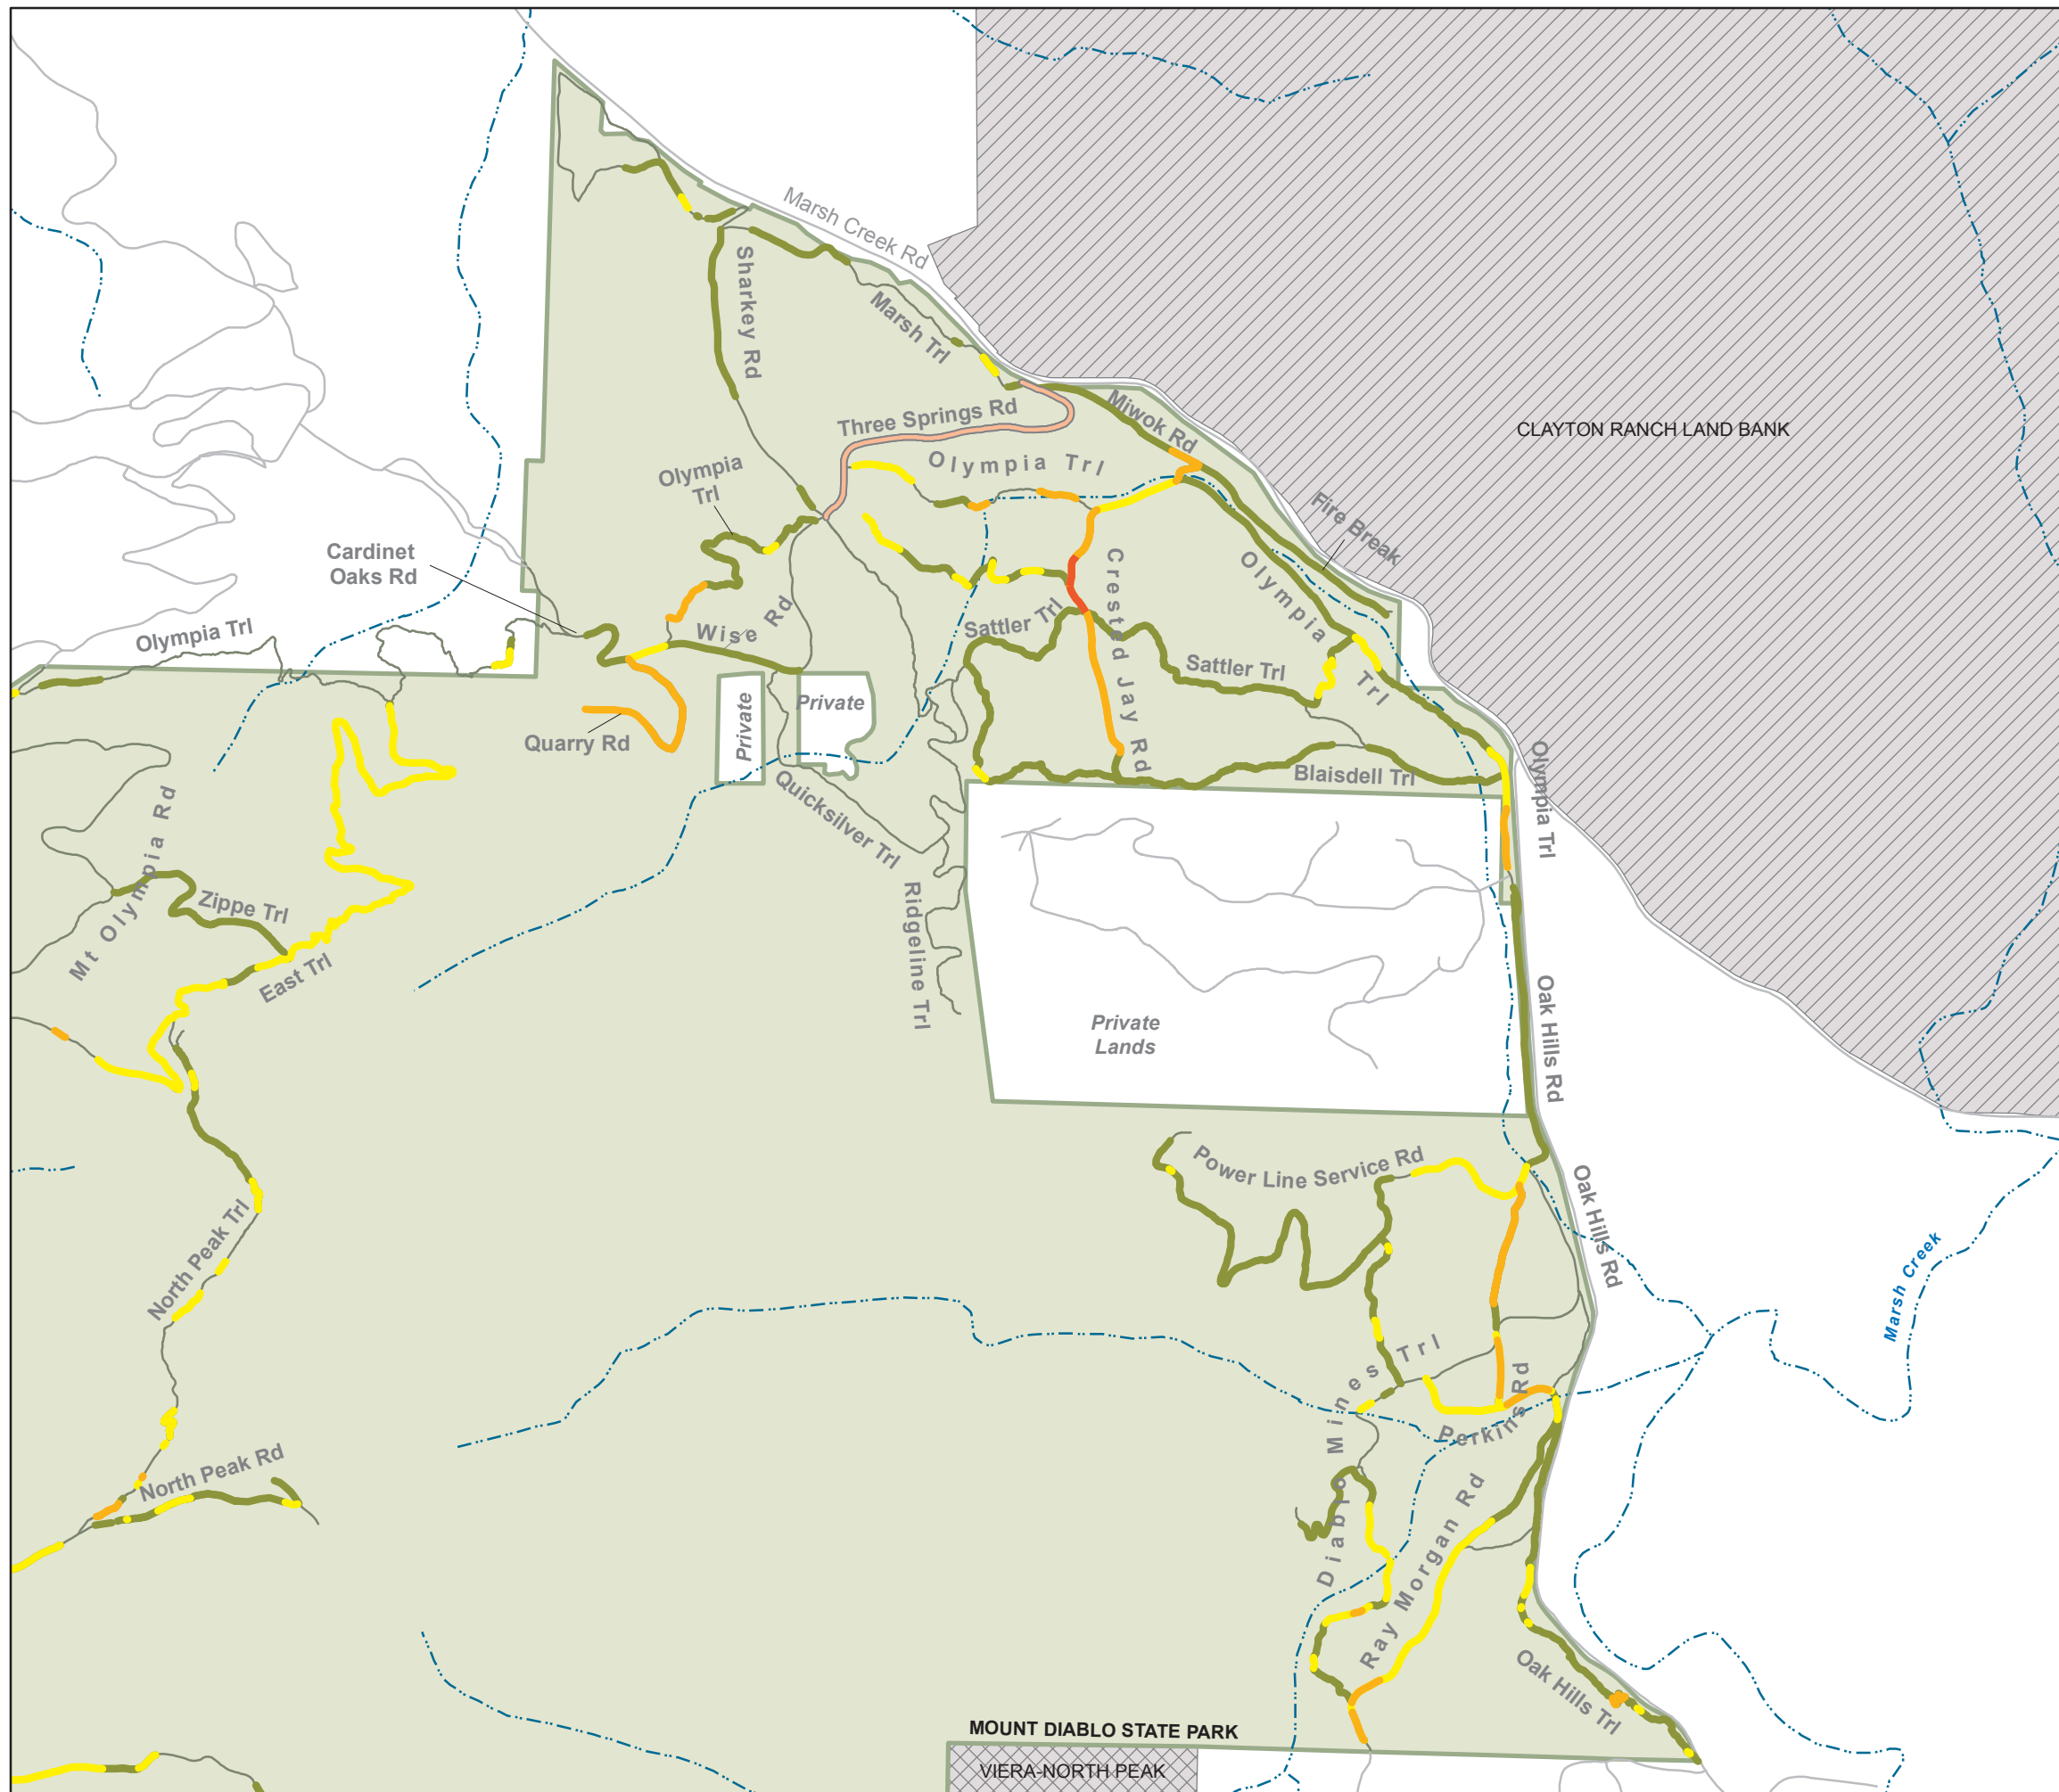 Marsh Creek Rd
Sharkey Rd
Marsh Trl
Three Springs Rd
Miwok Rd
CLAYTON RANCH LAND BANK
Olympia Trl
Olympia
Trl
Fire Break
Cardinet
Oaks Rd
Crested Jay Rd
Olympia Trl
Wise Rd
Sattler Trl
Olympia Trl
Sattler Trl
Private
Private
Quarry Rd
Blaisdell Trl
Olympia Trl
Quicksilver Trl
Mt Olympia Rd
Zippe Trl
Ridgeline Trl
East Trl
Oak Hills Rd
Private
Lands
Power Line Service Rd
Oak Hills Rd
North Peak Trl
Marsh Creek
Diablo Mines Trl
Perkins Rd
North Peak Rd
Ray Morgan Rd
Oak Hills Trl
MOUNT DIABLO STATE PARK
VIERA-NORTH PEAK